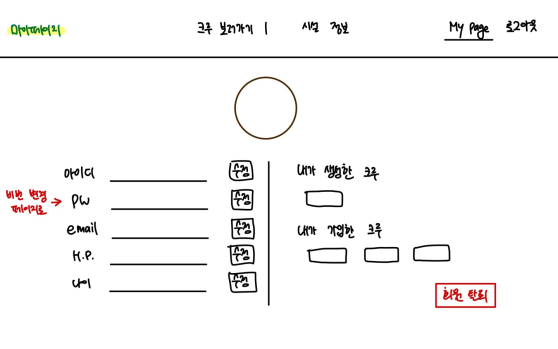 마이페이지
크루 보러가기 | 시설 정보
My Page 로그아웃
아이디 수정
PW 수정
비번 변경
페이지로
email 수정
H.P. 수정
나이 수정
내가 생성한 크루
내가 가입한 크루
회원 탈퇴